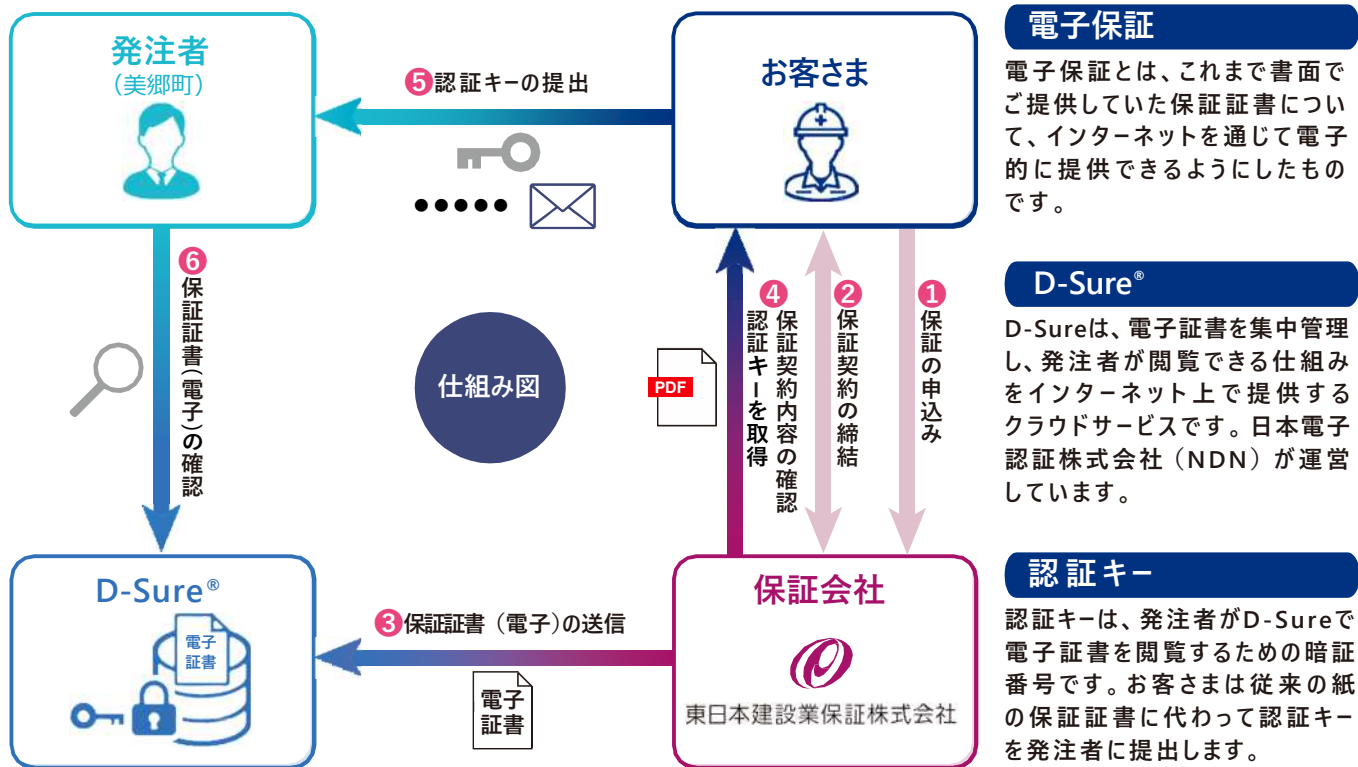 発注者
（美郷町）
❺認証キーの提出
お客さま
❻保証証書（電子）の確認
仕組み図
PDF
❹保証契約内容の確認
認証キーを取得
❷保証契約の締結
❶保証の申込み
D-Sure®
電子
証書
❸保証証書（電子）の送信
電子
証書
保証会社
東日本建設業保証株式会社
電子保証
電子保証とは、これまで書面で
ご提供していた保証証書につい
て、インターネットを通じて電子
的に提供できるようにしたもの
です。
D-Sure®
D-Sureは、電子証書を集中管理
し、発注者が閲覧できる仕組み
をインターネット上で提供する
クラウドサービスです。日本電子
認証株式会社（NDN）が運営
しています。
認証キー
認証キーは、発注者がD-Sureで
電子証書を閲覧するための暗証
番号です。お客さまは従来の紙
の保証証書に代わって認証キー
を発注者に提出します。